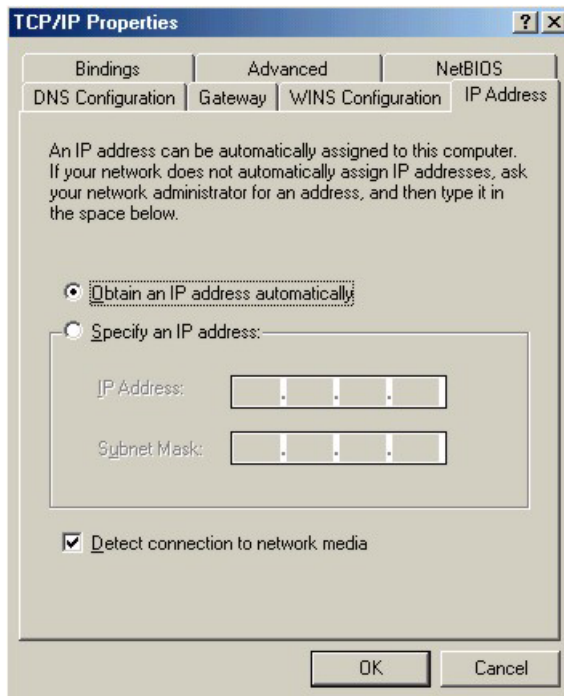 TCP/IP Properties
Bindings Advanced NetBIOS
DNS Configuration Gateway WINS Configuration IP Address
An IP address can be automatically assigned to this computer.
If your network does not automatically assign IP addresses, ask
your network administrator for an address, and then type it in
the space below.
Obtain an IP address automatically
Specify an IP address:
IP Address: . . .
Subnet Mask: . . .
Detect connection to network media
OK Cancel